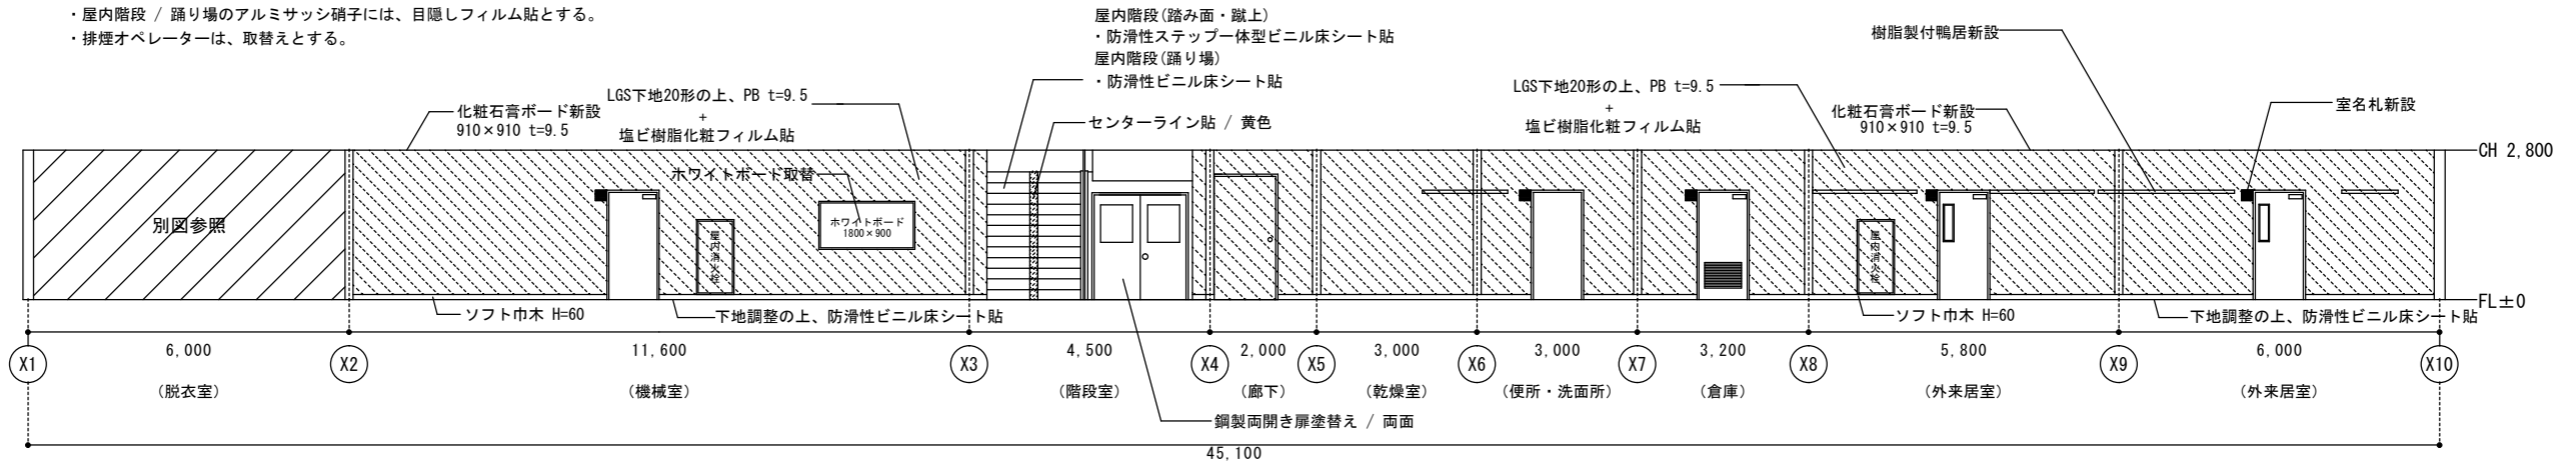 ・屋内階段 / 踊り場のアルミサッシ硝子には、目隠しフィルム貼とする。
・排煙オペレーターは、取替えとする。
屋内階段(踏み面・蹴上)
・防滑性ステップ一体型ビニル床シート貼
屋内階段(踊り場)
・防滑性ビニル床シート貼
樹脂製付鴨居新設
化粧石膏ボード新設
910×910 t=9.5
LGS下地20形の上、PB t=9.5
+
塩ビ樹脂化粧フィルム貼
センターライン貼 / 黄色
LGS下地20形の上、PB t=9.5
+
塩ビ樹脂化粧フィルム貼
化粧石膏ボード新設
910×910 t=9.5
室名札新設
CH 2,800
ホワイトボード取替
別図参照
屋内消火栓
ホワイトボード
1800×900
屋内消火栓
FL±0
ソフト巾木 H=60
下地調整の上、防滑性ビニル床シート貼
ソフト巾木 H=60
下地調整の上、防滑性ビニル床シート貼
6,000
11,600
4,500
2,000
3,000
3,000
3,200
5,800
6,000
X1
X2
X3
X4
X5
X6
X7
X8
X9
X10
(脱衣室)
(機械室)
(階段室)
(廊下)
(乾燥室)
(便所・洗面所)
(倉庫)
(外来居室)
(外来居室)
鋼製両開き扉塗替え / 両面
45,100